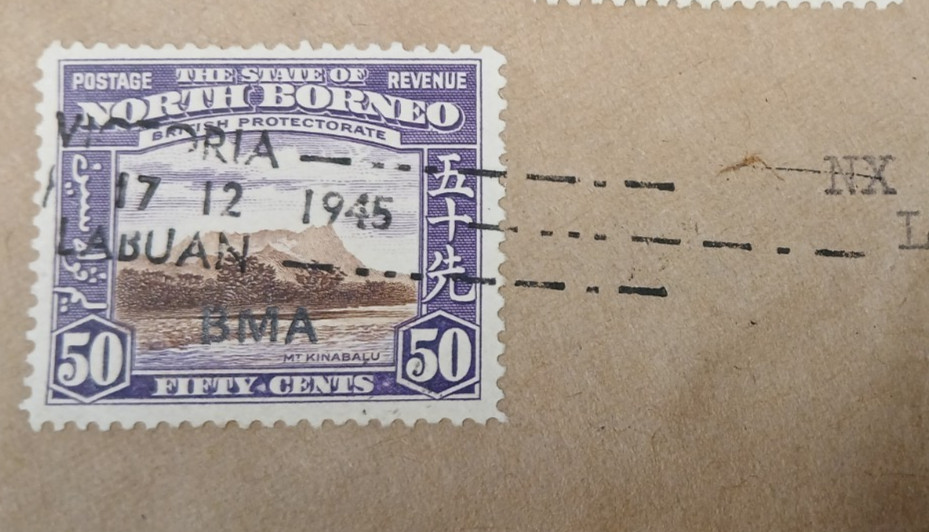 POSTAGE THE STATE OF REVENUE
NORTH BORNEO
BRITISH PROTECTORATE
VICTORIA
17 12 1945
LABUAN
五十先
BMA
MT KINABALU
50 FIFTY CENTS 50
NX